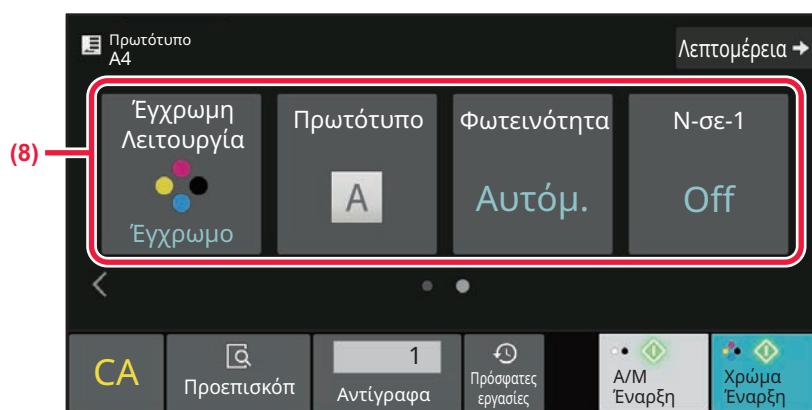 Πρωτότυπο
A4
Λεπτομέρεια
(8)
Έγχρωμη
Λειτουργία
Έγχρωμο
Πρωτότυπο
A
Φωτεινότητα
Αυτόμ.
Ν-σε-1
Off
CA
Προεπισκόπ
1
Αντίγραφα
Πρόσφατες
εργασίες
Α/Μ
Έναρξη
Χρώμα
Έναρξη